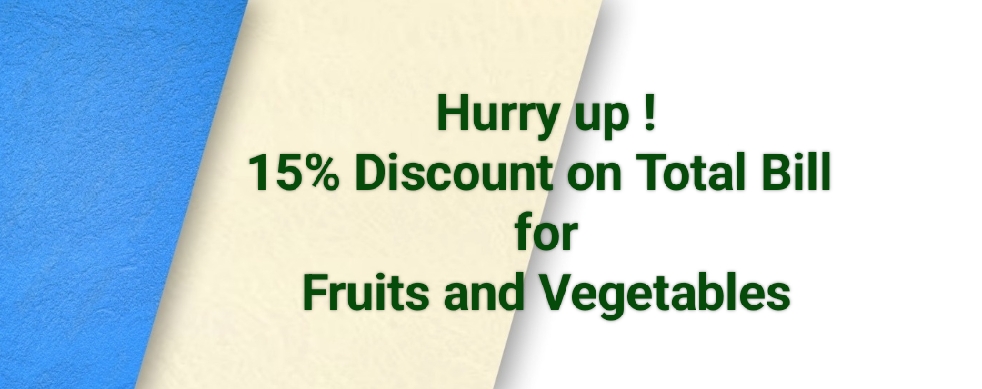 Hurry up !
15% Discount on Total Bill
for
Fruits and Vegetables